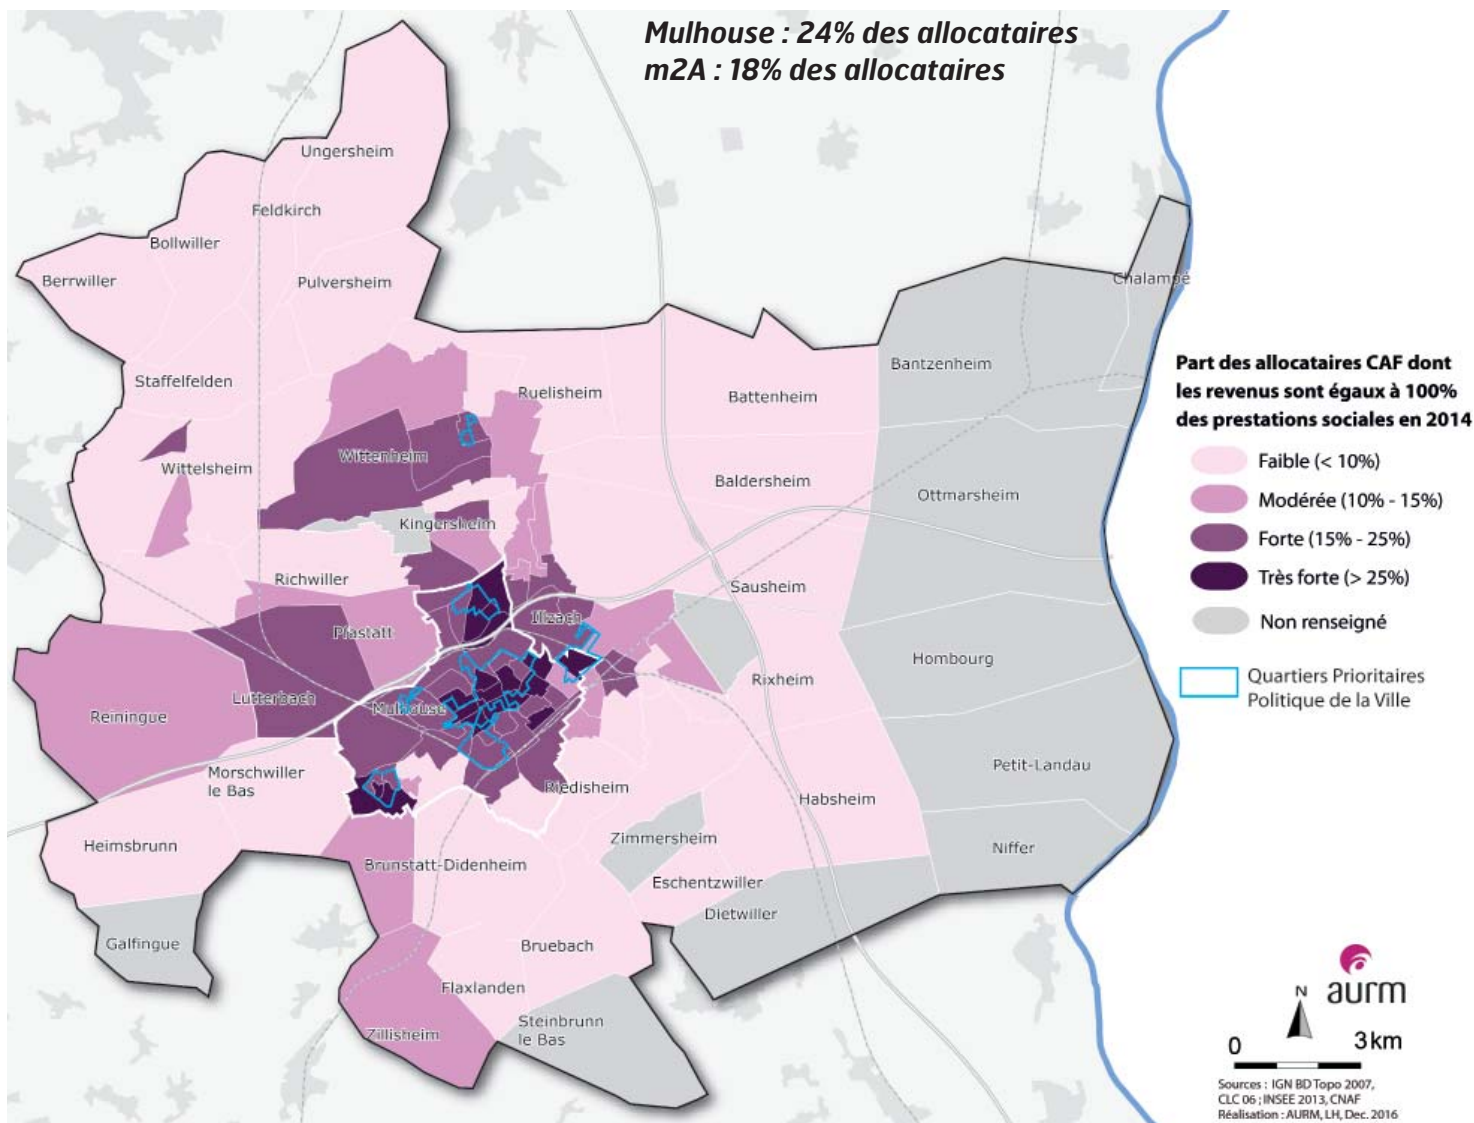 Mulhouse : 24% des allocataires
m2A : 18% des allocataires
Ungersheim
Feldkirch
Bollwiller
Berrwiller
Pulversheim
Chalampé
Staffelfelden
Ruelisheim
Battenheim
Bantzenheim
Wittenheim
Wittelsheim
Baldersheim
Ottmarsheim
Kingersheim
Richwiller
Sausheim
Illzach
Pfastatt
Hombourg
Rixheim
Lutterbach
Mulhouse
Reiningue
Morschwiller
le Bas
Riedisheim
Habsheim
Petit-Landau
Heimsbrunn
Zimmersheim
Niffer
Brunstatt-Didenheim
Eschentzwiller
Dietwiller
Galfingue
Bruebach
Flaxlanden
Zillisheim
Steinbrunn
le Bas
Part des allocataires CAF dont
les revenus sont égaux à 100%
des prestations sociales en 2014
Faible (< 10%)
Modérée (10% - 15%)
Forte (15% - 25%)
Très forte (> 25%)
Non renseigné
Quartiers Prioritaires
Politique de la Ville
aurm
N
0 3 km
Sources : IGN BD Topo 2007,
CLC 06 ; INSEE 2013, CNAF
Réalisation : AURM, LH, Dec. 2016